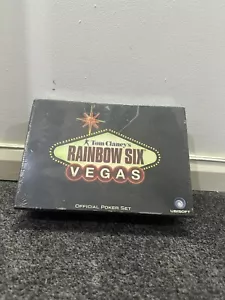 Tom Clancy's
RAINBOW SIX
VEGAS
OFFICIAL POKER SET
UBISOFT